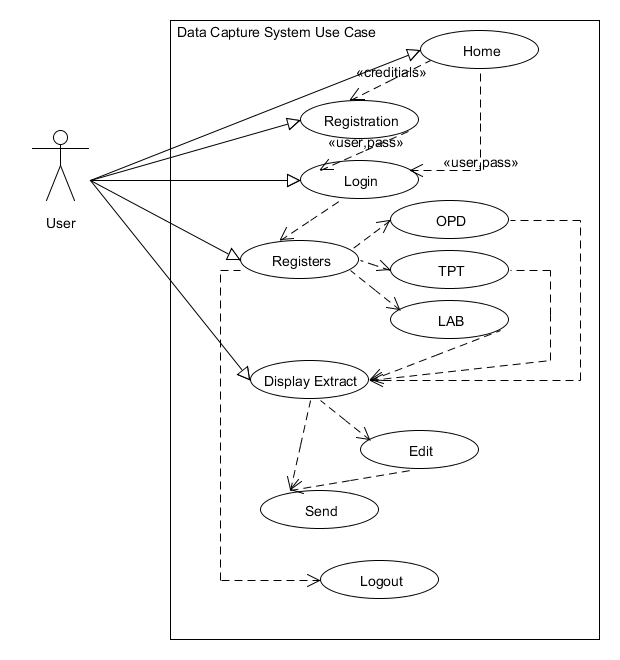 Data Capture System Use Case
Home
«creditials»
Registration
«user,pass»
«user,pass»
Login
User
OPD
Registers
TPT
LAB
Display Extract
Edit
Send
Logout